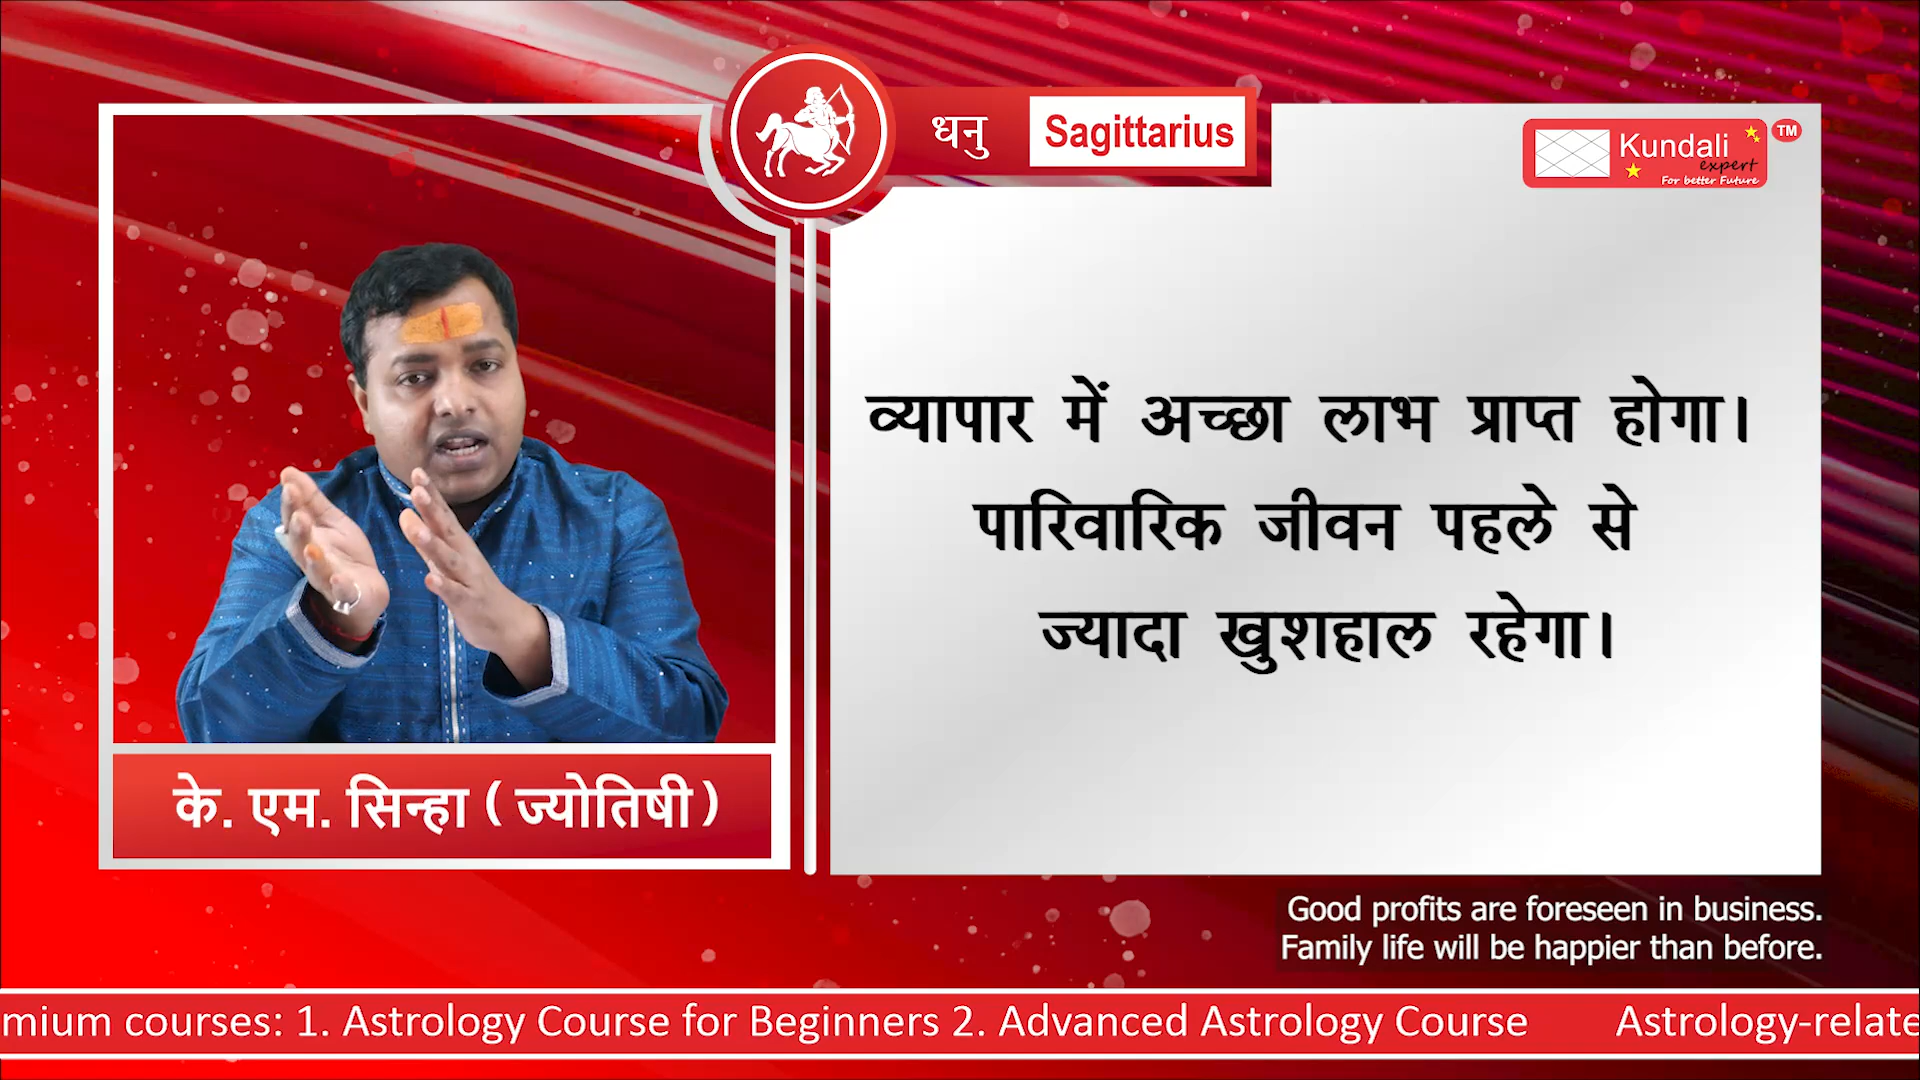 धनु
Sagittarius
Kundali
expert
For better Future
TM
व्यापार में अच्छा लाभ प्राप्त होगा।
पारिवारिक जीवन पहले से
ज्यादा खुशहाल रहेगा।
के. एम. सिन्हा ( ज्योतिषी )
Good profits are foreseen in business.
Family life will be happier than before.
mium courses: 1. Astrology Course for Beginners 2. Advanced Astrology Course Astrology-relate